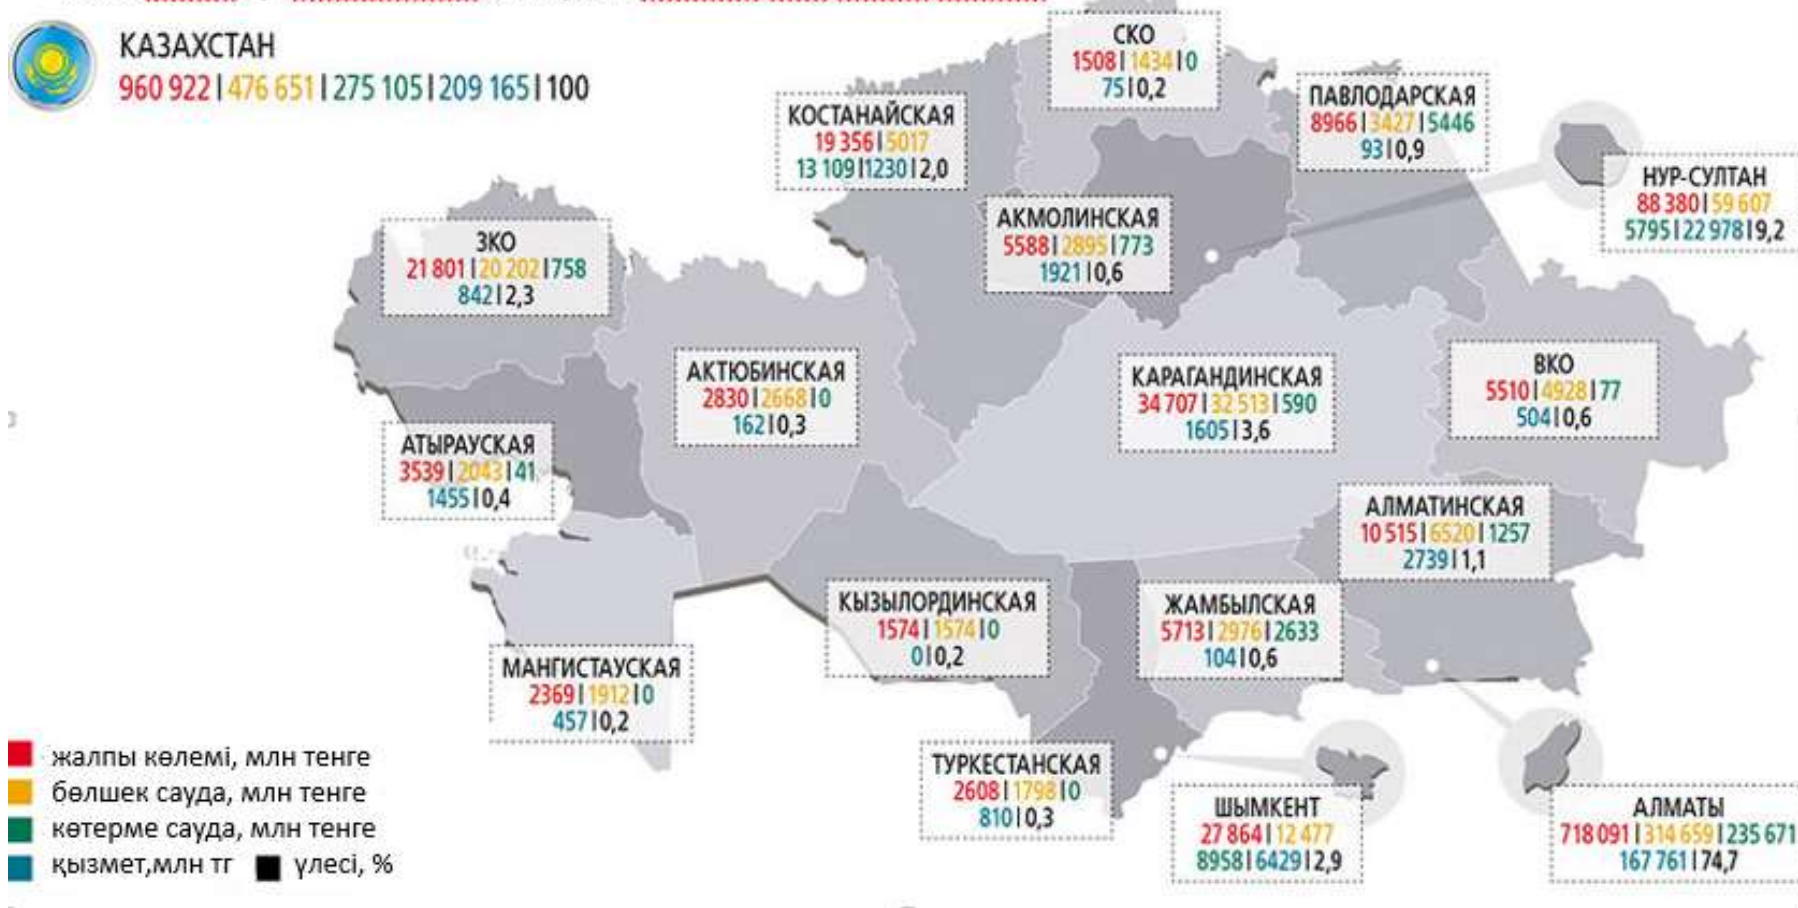 КАЗАХСТАН
960 922 | 476 651 | 275 105 | 209 165 | 100
СКО
1508 | 1434 | 0
75 | 0,2
КОСТАНАЙСКАЯ
19 356 | 5017
13 109 | 1230 | 2,0
ПАВЛОДАРСКАЯ
8966 | 3427 | 5446
93 | 0,9
НУР-СУЛТАН
88 380 | 59 607
5795 | 22 978 | 9,2
АКМОЛИНСКАЯ
5588 | 2895 | 773
1921 | 0,6
ЗКО
21 801 | 20 202 | 758
842 | 2,3
АКТЮБИНСКАЯ
2830 | 2668 | 0
162 | 0,3
КАРАГАНДИНСКАЯ
34 707 | 32 513 | 590
1605 | 3,6
ВКО
5510 | 4928 | 77
504 | 0,6
АТЫРАУСКАЯ
3539 | 2043 | 41
1455 | 0,4
АЛМАТИНСКАЯ
10 515 | 6520 | 1257
2739 | 1,1
КЫЗЫЛОРДИНСКАЯ
1574 | 1574 | 0
0 | 0,2
ЖАМБЫЛСКАЯ
5713 | 2976 | 2633
104 | 0,6
МАНГИСТАУСКАЯ
2369 | 1912 | 0
457 | 0,2
ТУРКЕСТАНСКАЯ
2608 | 1798 | 0
810 | 0,3
ШЫМКЕНТ
27 864 | 12 477
8958 | 6429 | 2,9
АЛМАТЫ
718 091 | 314 659 | 235 671
167 761 | 74,7
жалпы көлемі, млн тенге
бөлшек сауда, млн тенге
көтерме сауда, млн тенге
қызмет,млн тг үлесі, %